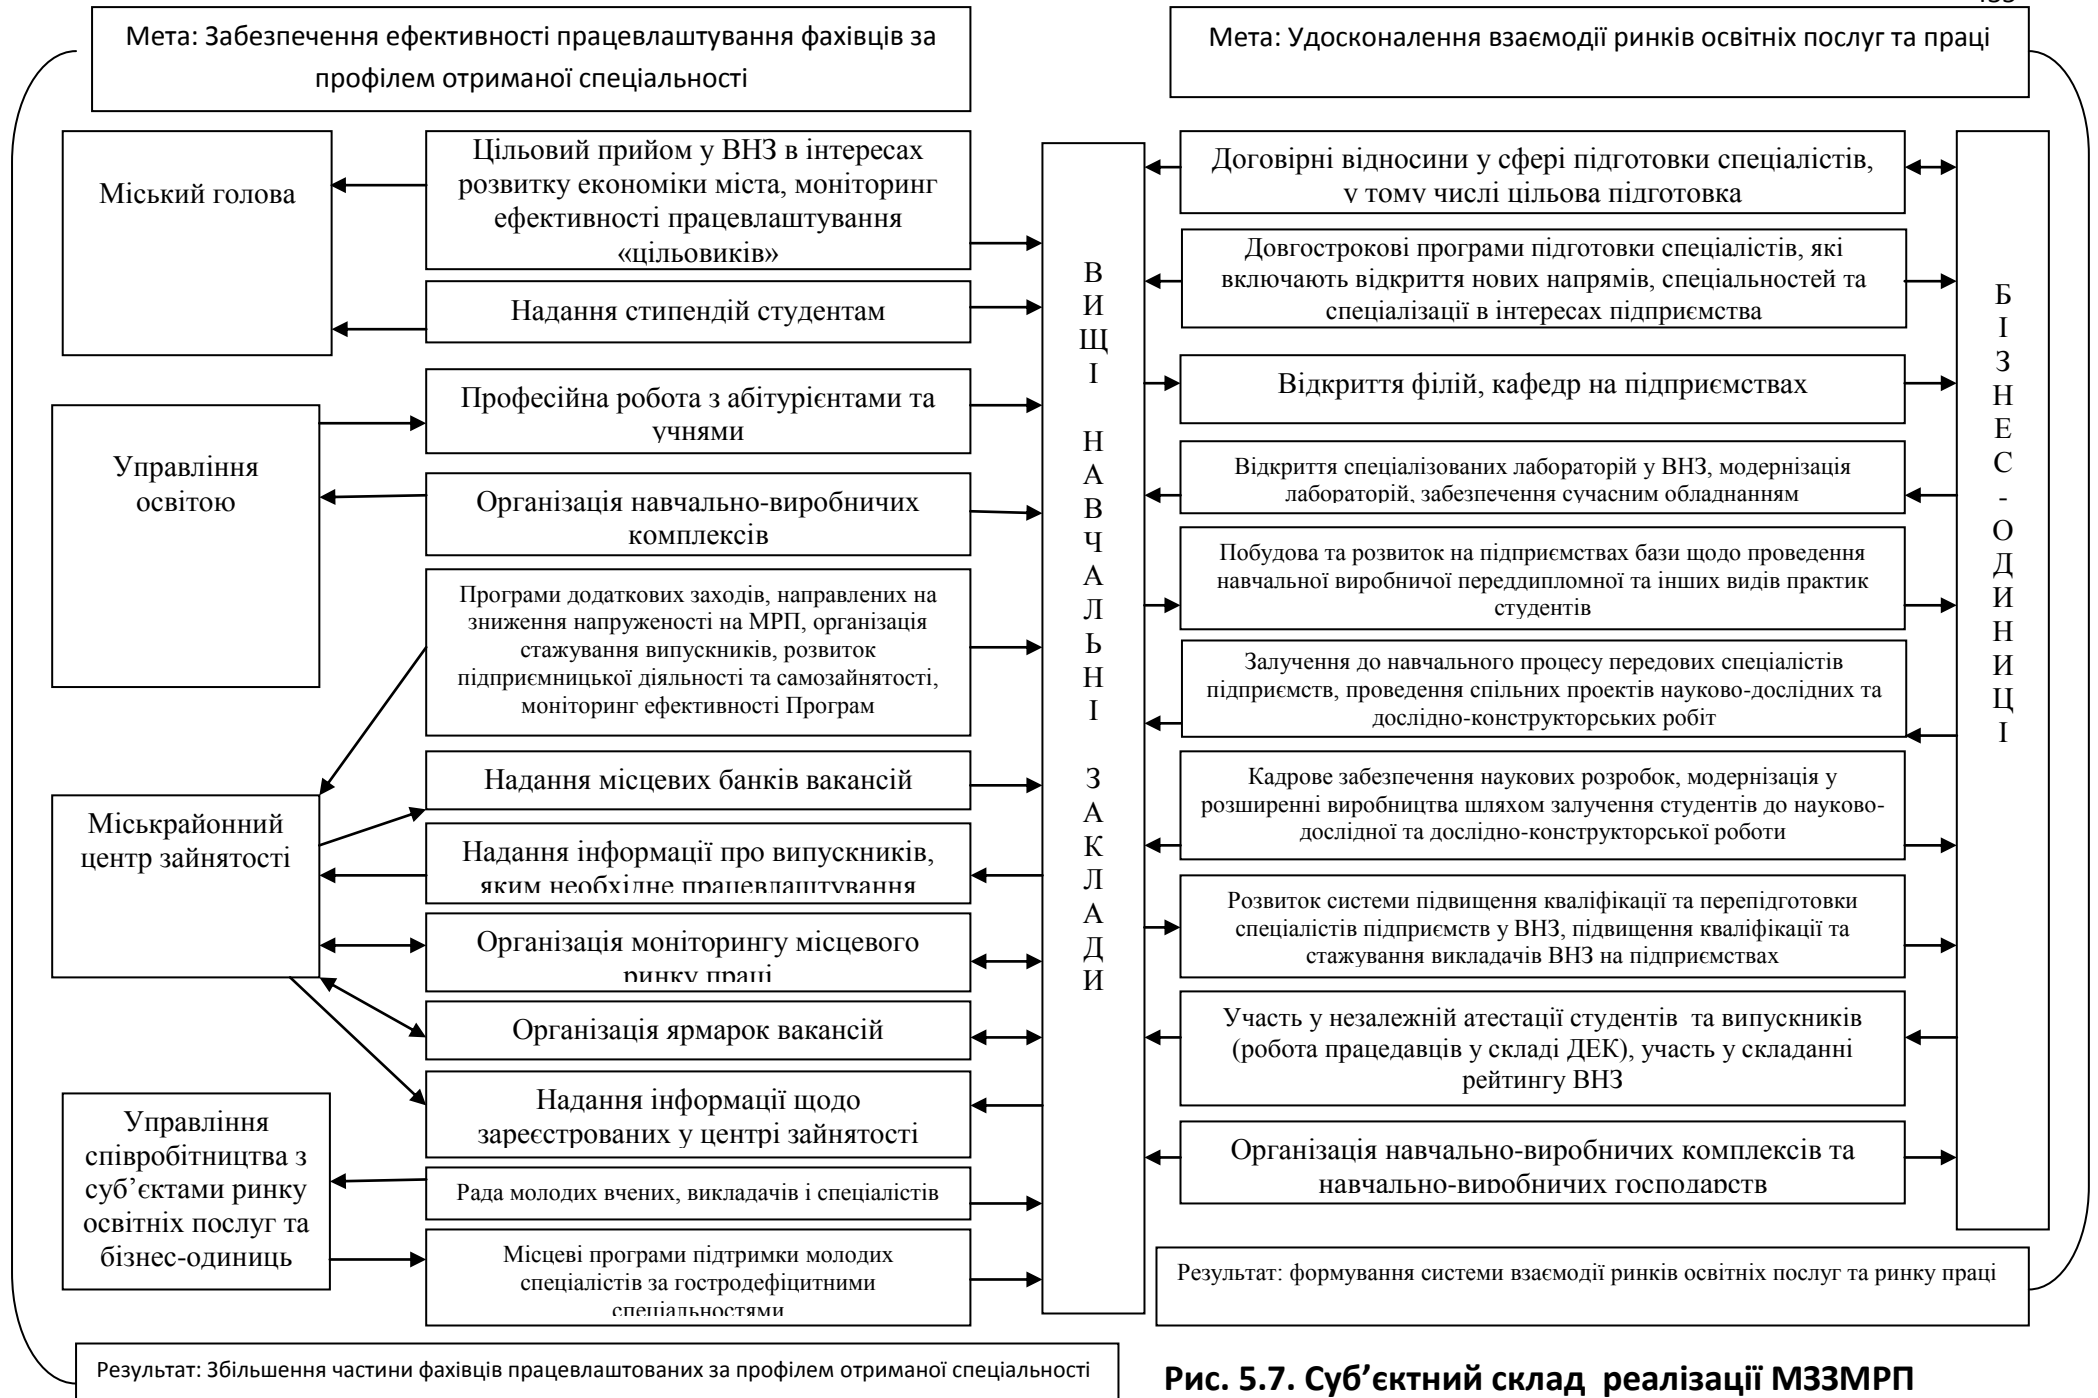 Мета: Забезпечення ефективності працевлаштування фахівців за
профілем отриманої спеціальності
Мета: Удосконалення взаємодії ринків освітніх послуг та праці
Міський голова
Управління
освітою
Міськрайонний
центр зайнятості
Управління
співробітництва з
суб’єктами ринку
освітніх послуг та
бізнес-одиниць
Цільовий прийом у ВНЗ в інтересах
розвитку економіки міста, моніторинг
ефективності працевлаштування
«цільовиків»
Надання стипендій студентам
Професійна робота з абітурієнтами та
учнями
Організація навчально-виробничих
комплексів
Програми додаткових заходів, направлених на
зниження напруженості на МРП, організація
стажування випускників, розвиток
підприємницької діяльності та самозайнятості,
моніторинг ефективності Програм
Надання місцевих банків вакансій
Надання інформації про випускників,
яким необхідне працевлаштування
Організація моніторингу місцевого
ринку праці
Організація ярмарок вакансій
Надання інформації щодо
зареєстрованих у центрі зайнятості
Рада молодих вчених, викладачів і спеціалістів
Місцеві програми підтримки молодих
спеціалістів за гостродефіцитними
спеціальностями
ВИЩІ НАВЧАЛЬНІ ЗАКЛАДИ
Договірні відносини у сфері підготовки спеціалістів,
у тому числі цільова підготовка
Довгострокові програми підготовки спеціалістів, які
включають відкриття нових напрямів, спеціальностей та
спеціалізації в інтересах підприємства
Відкриття філій, кафедр на підприємствах
Відкриття спеціалізованих лабораторій у ВНЗ, модернізація
лабораторій, забезпечення сучасним обладнанням
Побудова та розвиток на підприємствах бази щодо проведення
навчальної виробничої переддипломної та інших видів практик
студентів
Залучення до навчального процесу передових спеціалістів
підприємств, проведення спільних проектів науково-дослідних та
дослідно-конструкторських робіт
Кадрове забезпечення наукових розробок, модернізація у
розширенні виробництва шляхом залучення студентів до науково-
дослідної та дослідно-конструкторської роботи
Розвиток системи підвищення кваліфікації та перепідготовки
спеціалістів підприємств у ВНЗ, підвищення кваліфікації та
стажування викладачів ВНЗ на підприємствах
Участь у незалежній атестації студентів  та випускників
(робота працедавців у складі ДЕК), участь у складанні
рейтингу ВНЗ
Організація навчально-виробничих комплексів та
навчально-виробничих господарств
БІЗНЕС-ОДИНИЦІ
Результат: формування системи взаємодії ринків освітніх послуг та ринку праці
Результат: Збільшення частини фахівців працевлаштованих за профілем отриманої спеціальності
Рис. 5.7. Суб’єктний склад  реалізації МЗЗМРП